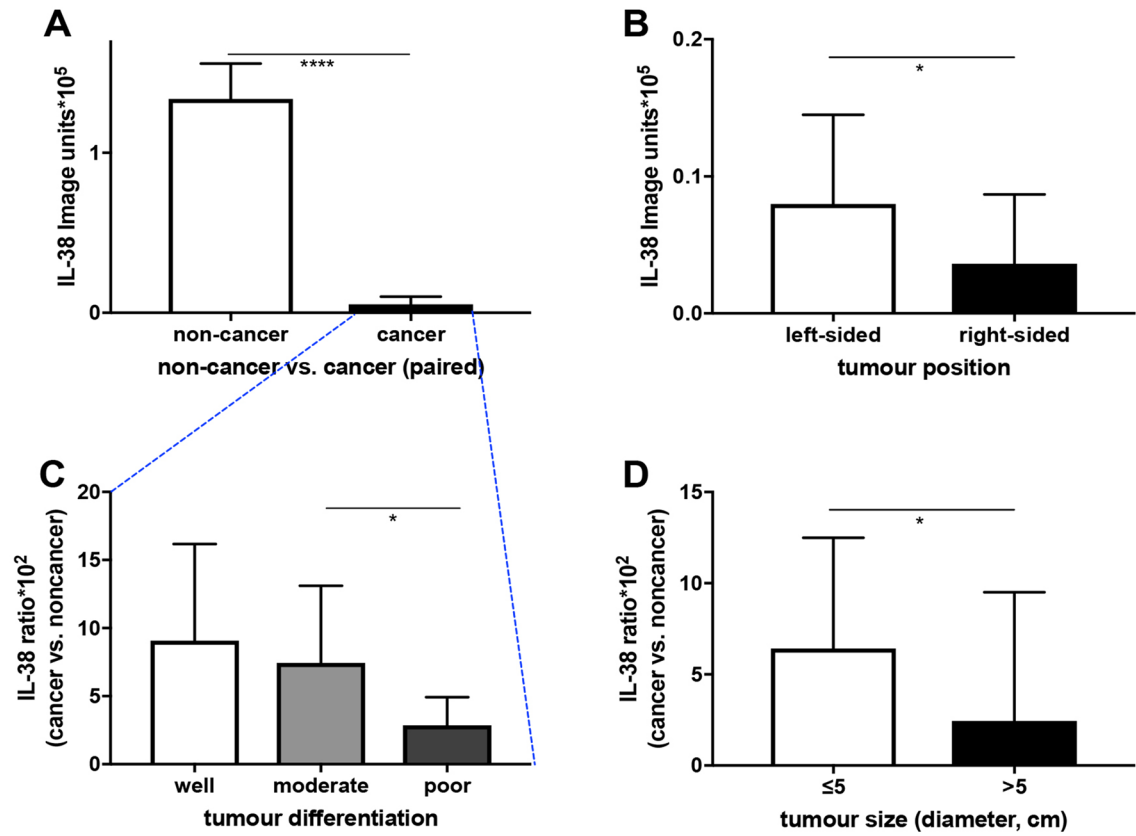 A
IL-38 Image units*10⁵
1
0
****
non-cancer cancer
non-cancer vs. cancer (paired)
B
IL-38 Image units*10⁵
0.2
0.1
0.0
*
left-sided right-sided
tumour position
C
IL-38 ratio*10²
(cancer vs. noncancer)
20
15
10
5
0
*
well moderate poor
tumour differentiation
D
IL-38 ratio*10²
(cancer vs. noncancer)
15
10
5
0
*
≤5 >5
tumour size (diameter, cm)